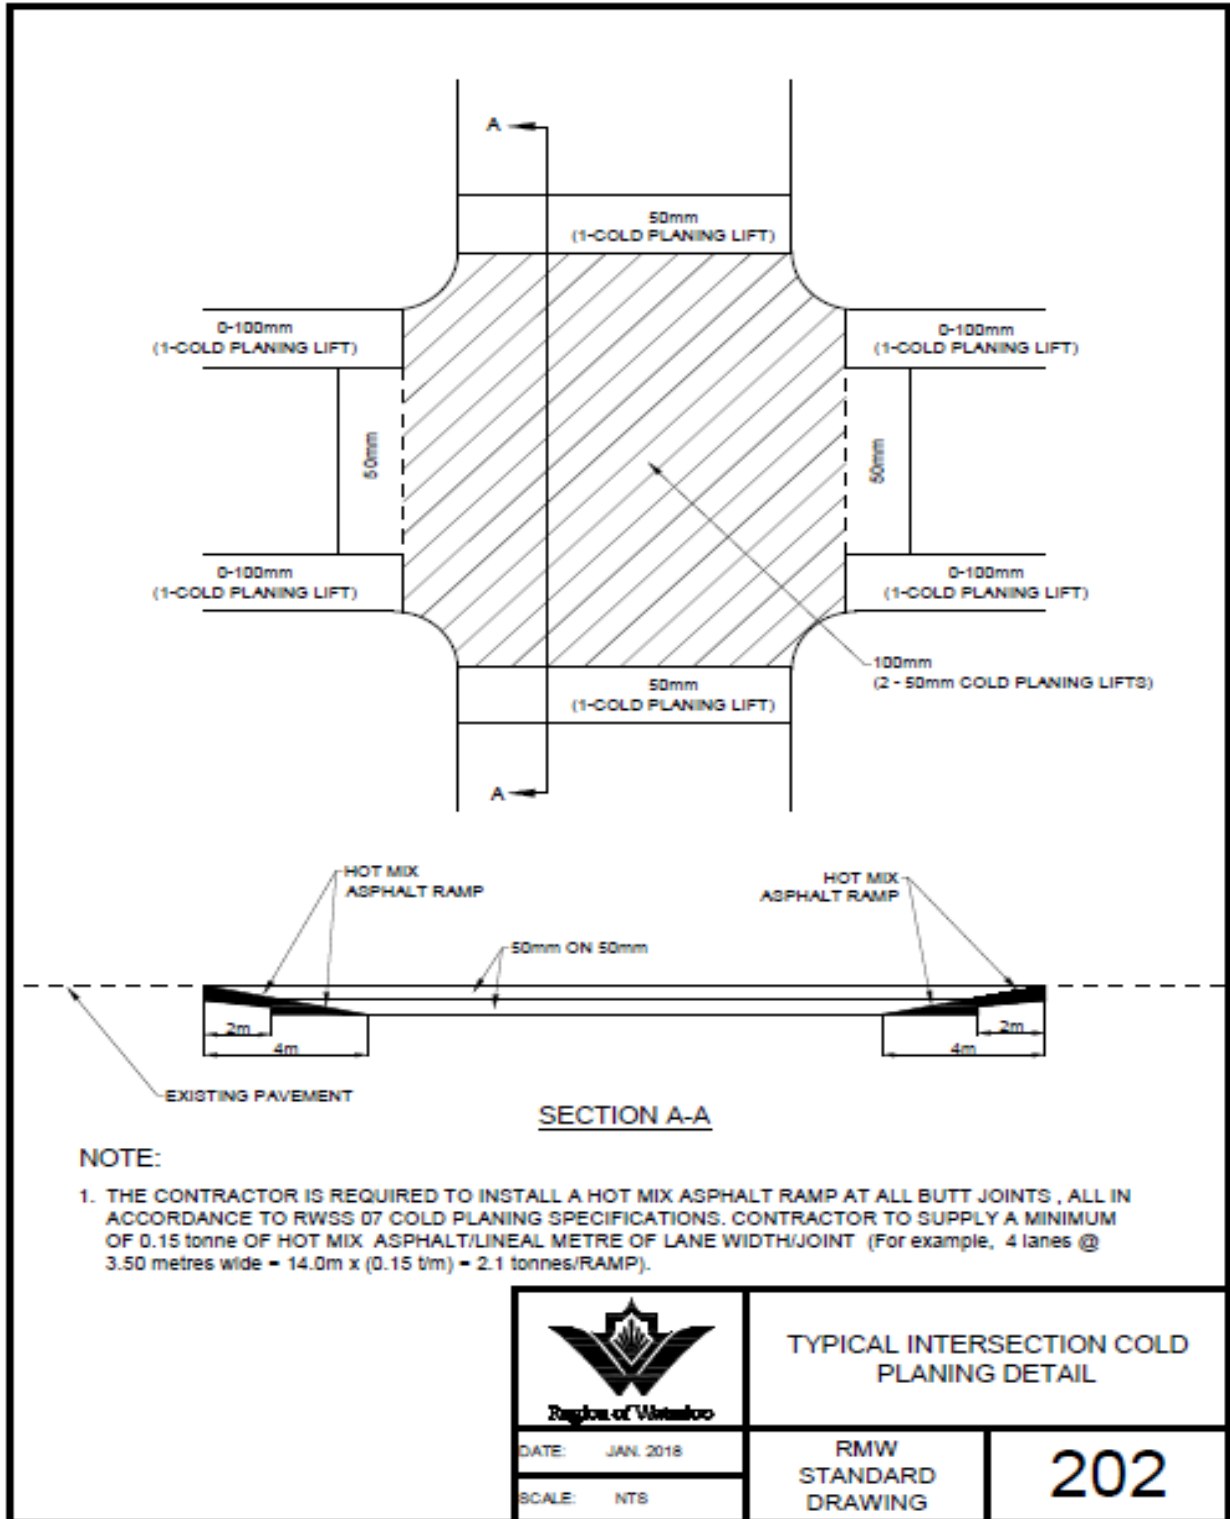 A
50mm
(1-COLD PLANING LIFT)
0-100mm
(1-COLD PLANING LIFT)
0-100mm
(1-COLD PLANING LIFT)
50mm
50mm
0-100mm
(1-COLD PLANING LIFT)
0-100mm
(1-COLD PLANING LIFT)
100mm
(2 - 50mm COLD PLANING LIFTS)
50mm
(1-COLD PLANING LIFT)
A
HOT MIX
ASPHALT RAMP
HOT MIX
ASPHALT RAMP
50mm ON 50mm
2m
4m
2m
4m
EXISTING PAVEMENT
SECTION A-A
NOTE:
1. THE CONTRACTOR IS REQUIRED TO INSTALL A HOT MIX ASPHALT RAMP AT ALL BUTT JOINTS , ALL IN
ACCORDANCE TO RWSS 07 COLD PLANING SPECIFICATIONS. CONTRACTOR TO SUPPLY A MINIMUM
OF 0.15 tonne OF HOT MIX ASPHALT/LINEAL METRE OF LANE WIDTH/JOINT (For example, 4 lanes @
3.50 metres wide = 14.0m x (0.15 t/m) = 2.1 tonnes/RAMP).
Region of Waterloo
TYPICAL INTERSECTION COLD
PLANING DETAIL
DATE: JAN. 2018
SCALE: NTS
RMW
STANDARD
DRAWING
202